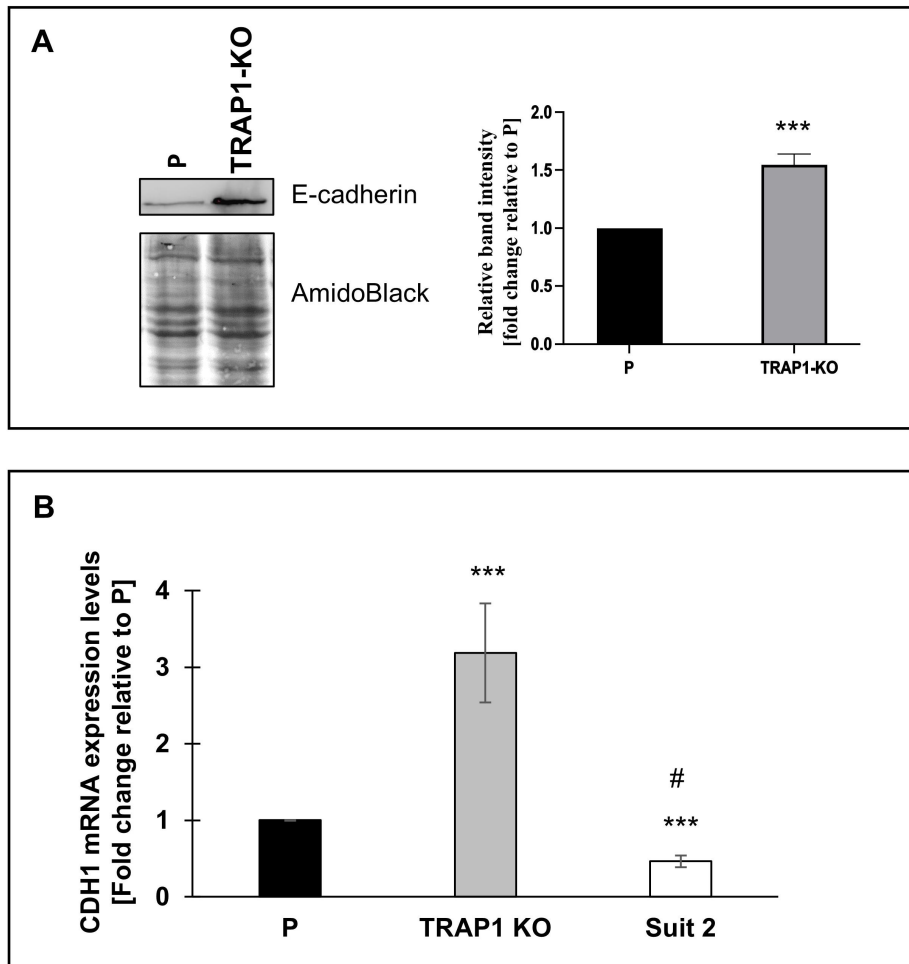 A
P
TRAP1-KO
E-cadherin
AmidoBlack
Relative band intensity
[fold change relative to P]
2.0
1.5
1.0
0.5
0.0
***
P
TRAP1-KO
B
CDH1 mRNA expression levels
[Fold change relative to P]
4
3
2
1
0
***
#
***
P
TRAP1 KO
Suit 2